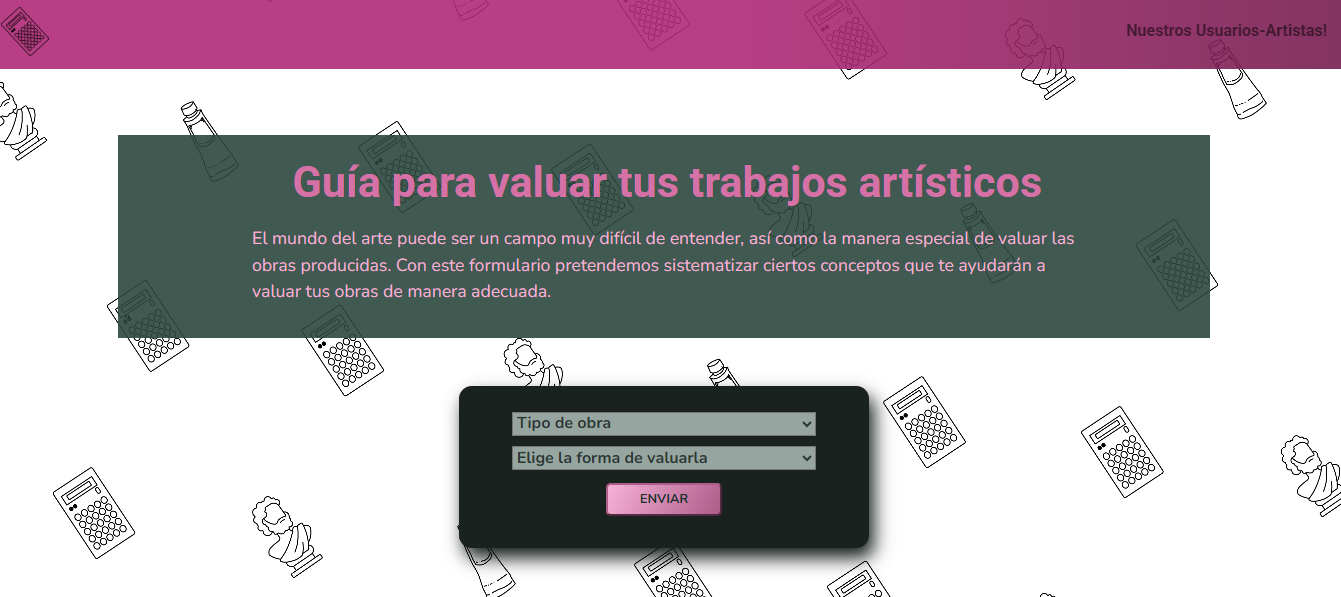 Nuestros Usuarios-Artistas!
Guía para valuar tus trabajos artísticos
El mundo del arte puede ser un campo muy difícil de entender, así como la manera especial de valuar las
obras producidas. Con este formulario pretendemos sistematizar ciertos conceptos que te ayudarán a
valuar tus obras de manera adecuada.
Tipo de obra
Elige la forma de valuarla
ENVIAR